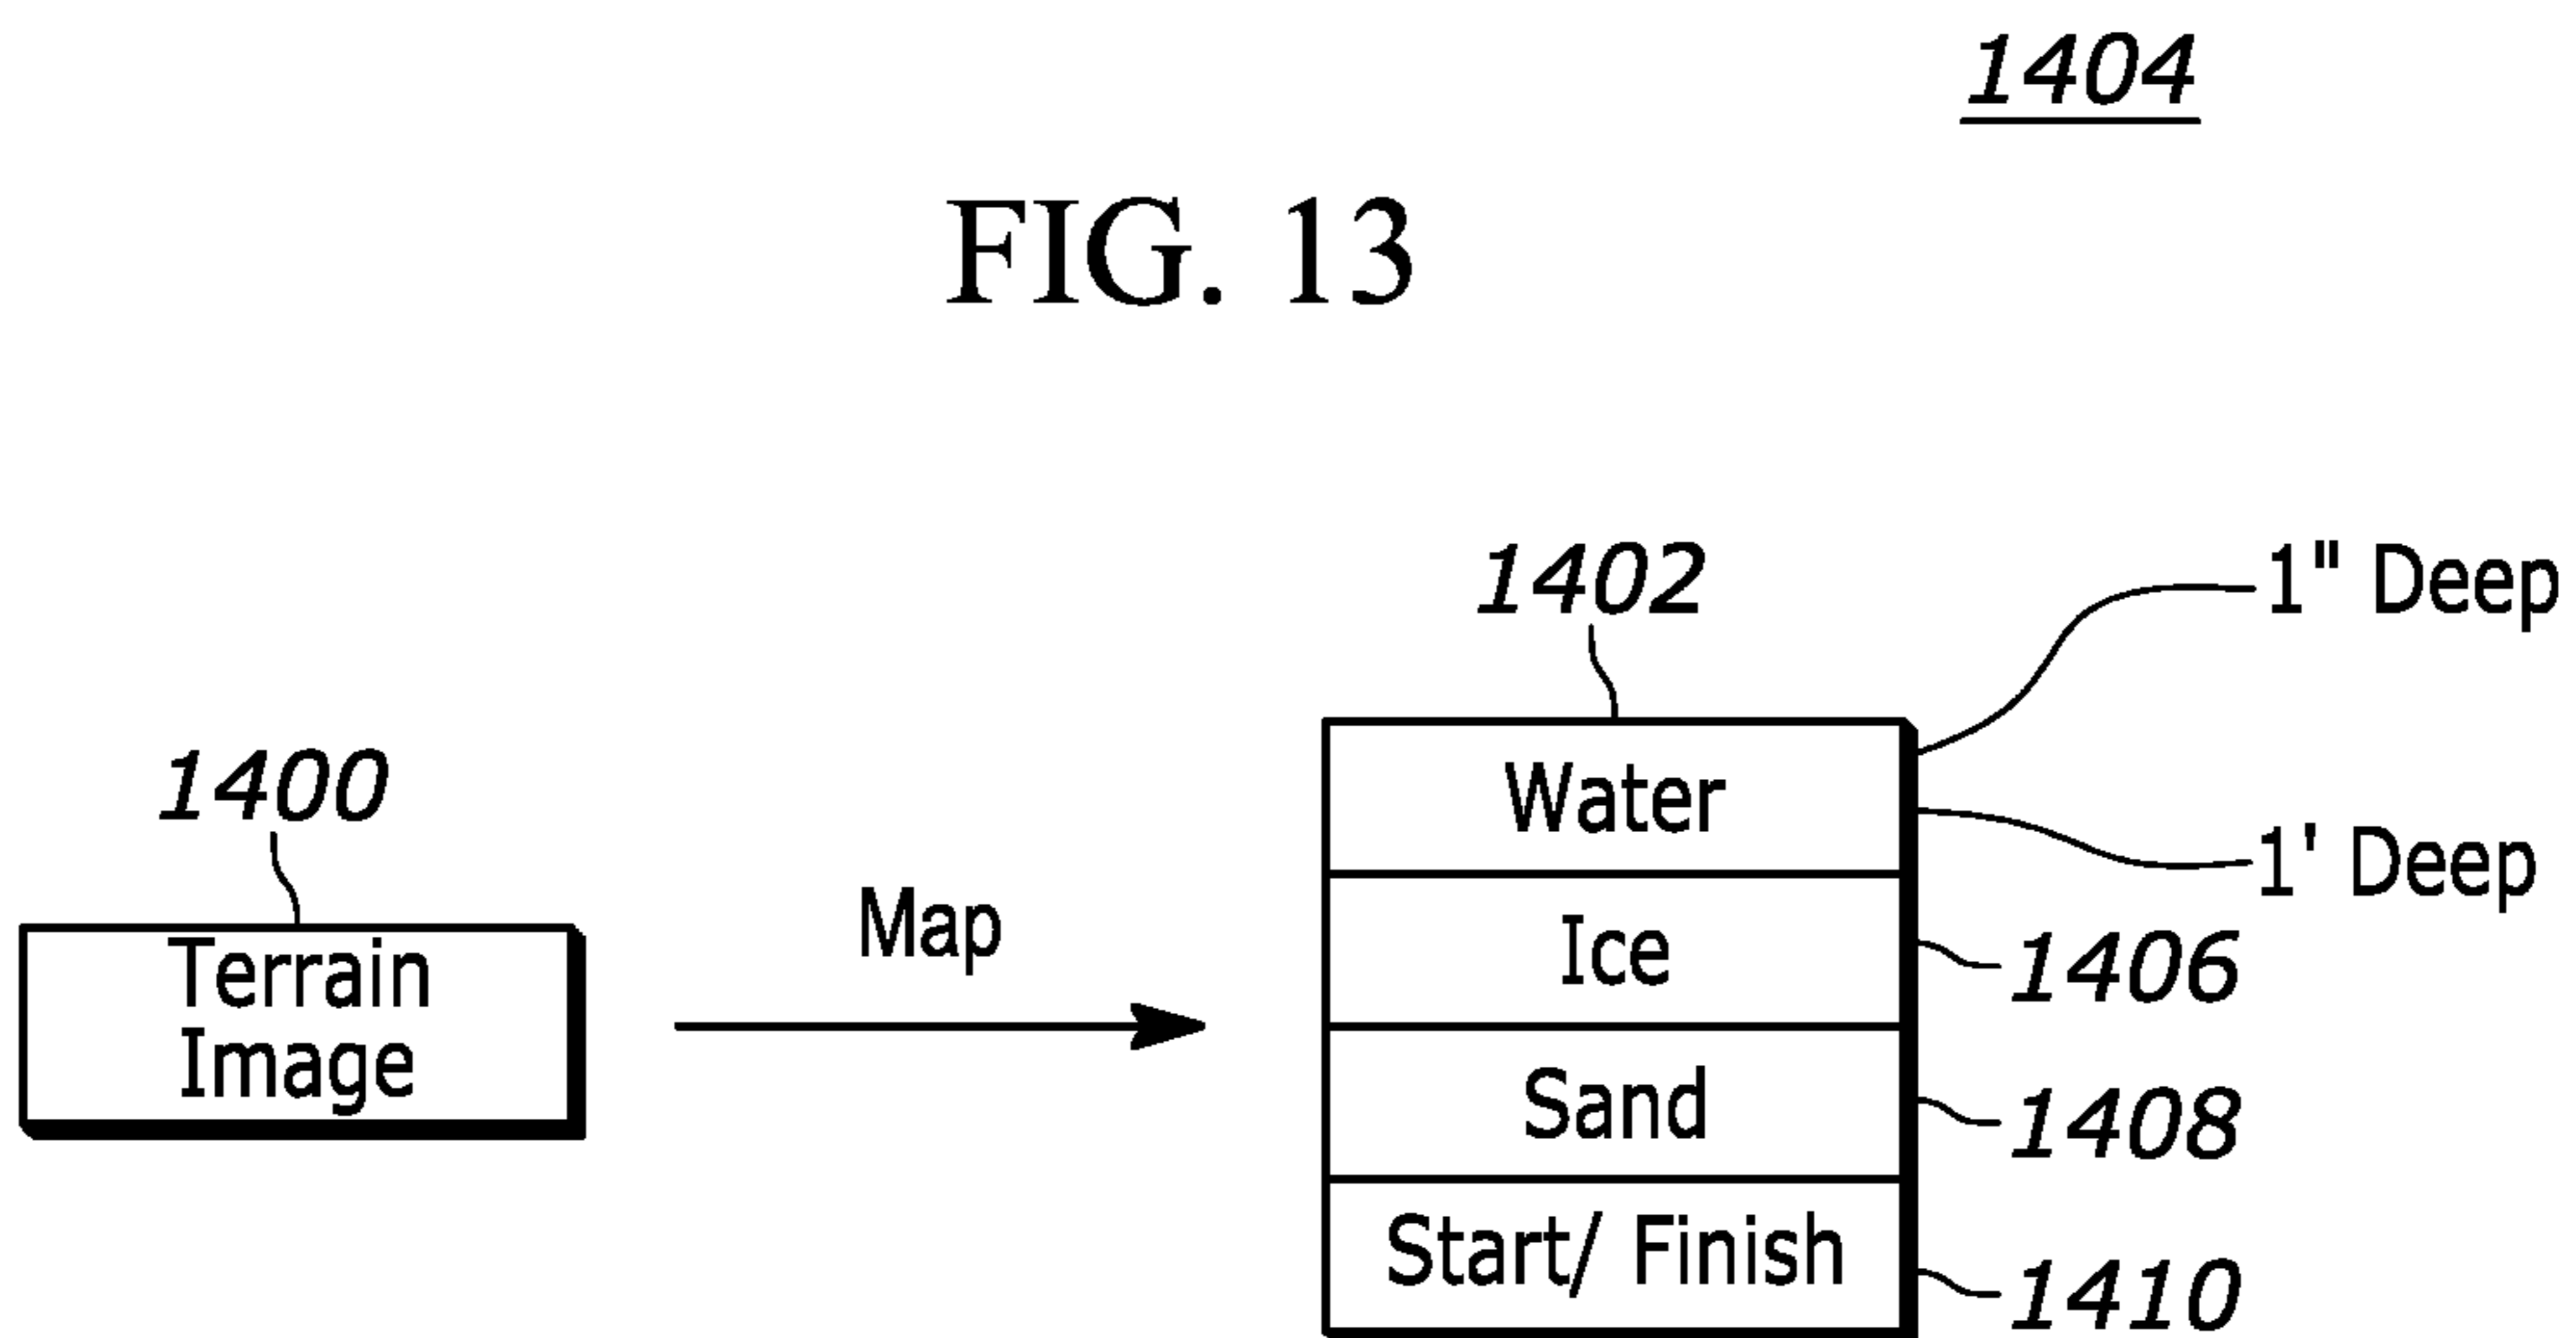 1404
FIG. 13
1402
1" Deep
1400
Water
1' Deep
Map
Terrain
Image
Ice
1406
Sand
1408
Start/ Finish
1410